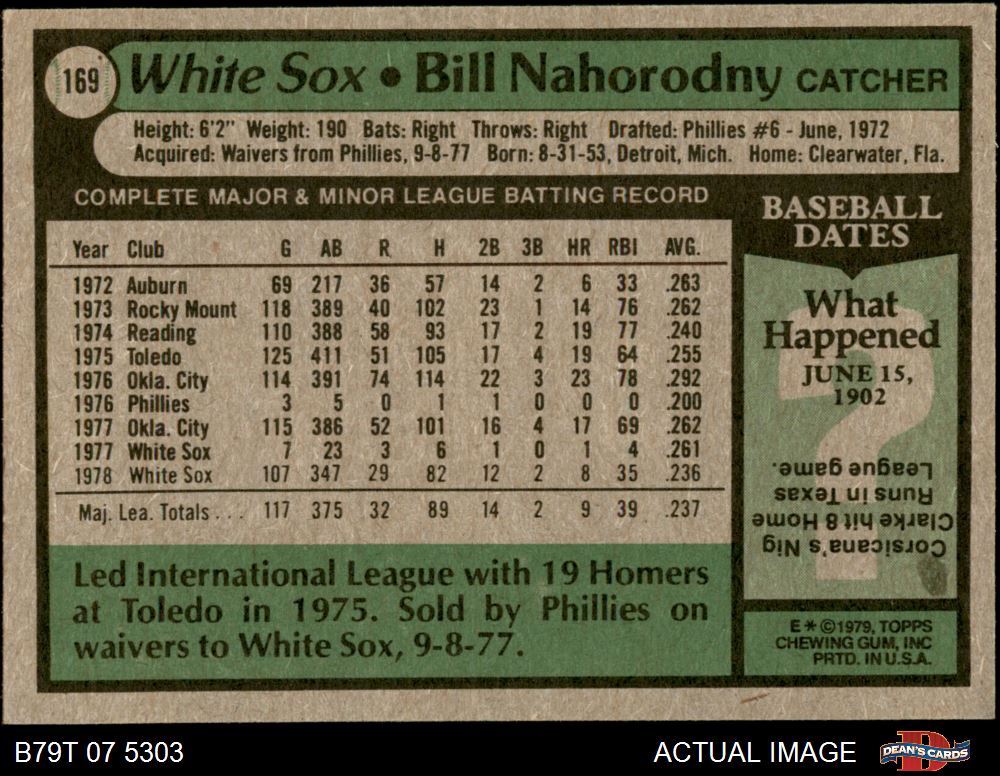 169
White Sox • Bill Nahorodny CATCHER
Height: 6'2" Weight: 190 Bats: Right Throws: Right Drafted: Phillies #6 - June, 1972
Acquired: Waivers from Phillies, 9-8-77 Born: 8-31-53, Detroit, Mich. Home: Clearwater, Fla.
COMPLETE MAJOR & MINOR LEAGUE BATTING RECORD
Year Club G AB R H 2B 3B HR RBI AVG.
1972 Auburn 69 217 36 57 14 2 6 33 .263
1973 Rocky Mount 118 389 40 102 23 1 14 76 .262
1974 Reading 110 388 58 93 17 2 19 77 .240
1975 Toledo 125 411 51 105 17 4 19 64 .255
1976 Okla. City 114 391 74 114 22 3 23 78 .292
1976 Phillies 3 5 0 1 1 0 0 0 .200
1977 Okla. City 115 386 52 101 16 4 17 69 .262
1977 White Sox 7 23 3 6 1 0 1 4 .261
1978 White Sox 107 347 29 82 12 2 8 35 .236
Maj. Lea. Totals . . . 117 375 32 89 14 2 9 39 .237
Led International League with 19 Homers
at Toledo in 1975. Sold by Phillies on
waivers to White Sox, 9-8-77.
BASEBALL
DATES
What
Happened
JUNE 15,
1902
?
Corsicana's Nig
Clarke hit 8 Home
Runs in Texas
League game.
E * © 1979, TOPPS
CHEWING GUM, INC
PRTD. IN U.S.A.
B79T 07 5303
ACTUAL IMAGE
D
DEAN'S CARDS